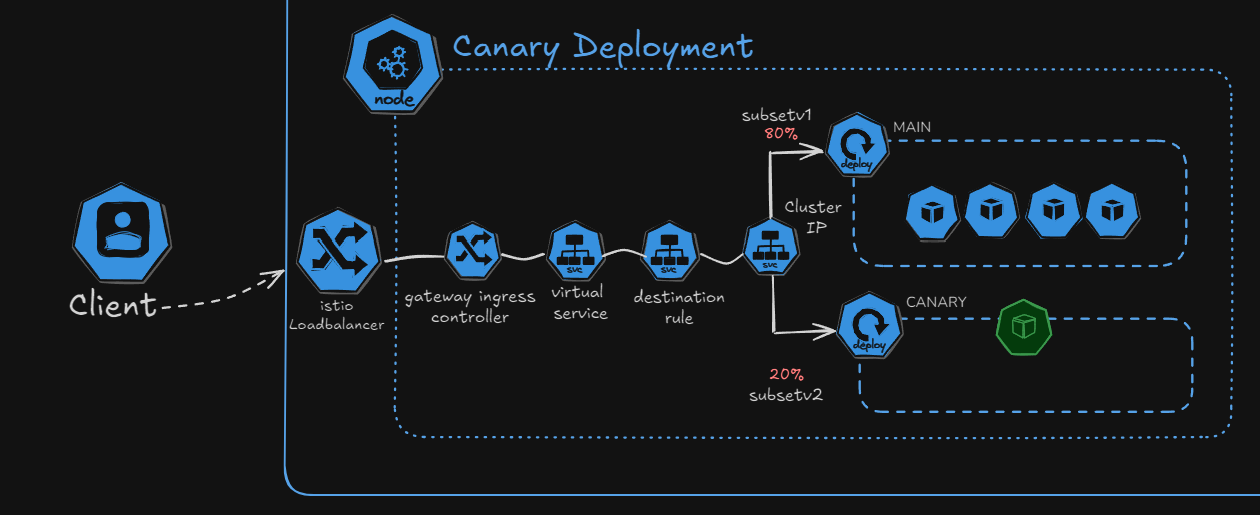 Canary Deployment
node
subsetv1
80%
deploy
MAIN
Cluster
IP
Client
istio
Loadbalancer
gateway ingress
controller
svc
virtual
service
svc
destination
rule
svc
deploy
CANARY
20%
subsetv2